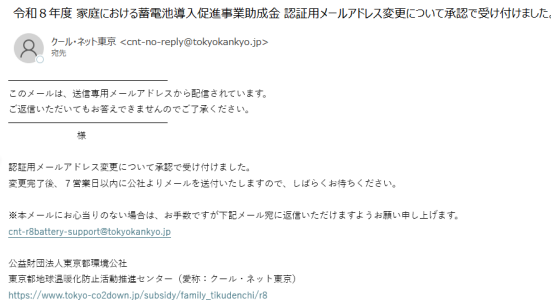 令和８年度 家庭における蓄電池導入促進事業助成金 認証用メールアドレス変更について承認で受け付けました。
クール・ネット東京 <cnt-no-reply@tokyokankyo.jp>
宛先
このメールは、送信専用メールアドレスから配信されています。
ご返信いただいてもお答えできませんのでご了承ください。
様
認証用メールアドレス変更について承認で受け付けました。
変更完了後、７営業日以内に公社よりメールを送付いたしますので、しばらくお待ちください。
※本メールにお心当りのない場合は、お手数ですが下記メール宛に返信いただけますようお願い申し上げます。
cnt-r8battery-support@tokyokankyo.jp
公益財団法人東京都環境公社
東京都地球温暖化防止活動推進センター（愛称：クール・ネット東京）
https://www.tokyo-co2down.jp/subsidy/family_tikudenchi/r8